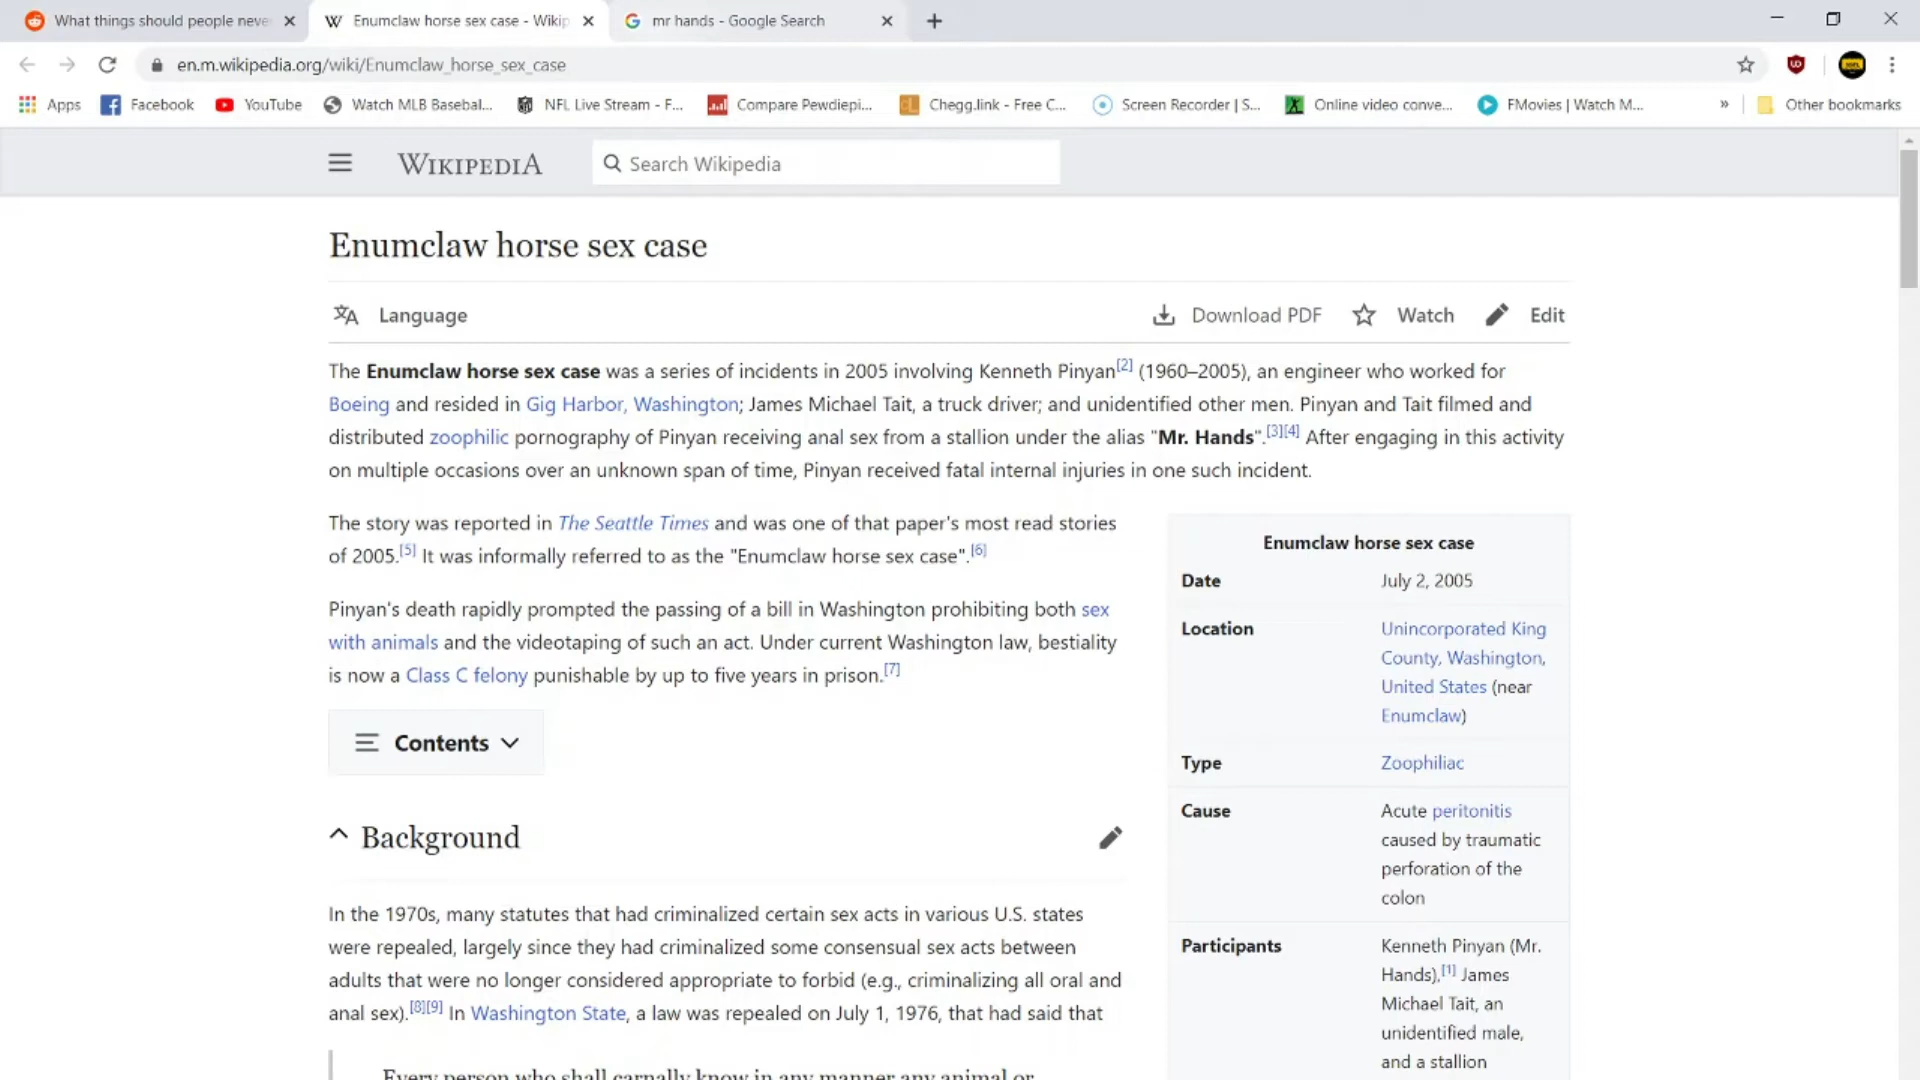 What things should people neve
Enumclaw horse sex case - Wikip
mr hands - Google Search
en.m.wikipedia.org/wiki/Enumclaw_horse_sex_case
Apps
Facebook
YouTube
Watch MLB Basebal...
NFL Live Stream - F...
Compare Pewdiepi...
Chegg.link - Free C...
Screen Recorder | S...
Online video conve...
FMovies | Watch M...
»
Other bookmarks
WIKIPEDIA
Search Wikipedia
Enumclaw horse sex case
Language
Download PDF
Watch
Edit
The Enumclaw horse sex case was a series of incidents in 2005 involving Kenneth Pinyan[2] (1960–2005), an engineer who worked for
Boeing and resided in Gig Harbor, Washington; James Michael Tait, a truck driver; and unidentified other men. Pinyan and Tait filmed and
distributed zoophilic pornography of Pinyan receiving anal sex from a stallion under the alias "Mr. Hands".[3][4] After engaging in this activity
on multiple occasions over an unknown span of time, Pinyan received fatal internal injuries in one such incident.
The story was reported in The Seattle Times and was one of that paper's most read stories
of 2005.[5] It was informally referred to as the "Enumclaw horse sex case".[6]
Pinyan's death rapidly prompted the passing of a bill in Washington prohibiting both sex
with animals and the videotaping of such an act. Under current Washington law, bestiality
is now a Class C felony punishable by up to five years in prison.[7]
Contents
Background
In the 1970s, many statutes that had criminalized certain sex acts in various U.S. states
were repealed, largely since they had criminalized some consensual sex acts between
adults that were no longer considered appropriate to forbid (e.g., criminalizing all oral and
anal sex).[8][9] In Washington State, a law was repealed on July 1, 1976, that had said that
Every person who shall carnally know in any manner any animal or
Enumclaw horse sex case
Date
July 2, 2005
Location
Unincorporated King
County, Washington,
United States (near
Enumclaw)
Type
Zoophiliac
Cause
Acute peritonitis
caused by traumatic
perforation of the
colon
Participants
Kenneth Pinyan (Mr.
Hands),[1] James
Michael Tait, an
unidentified male,
and a stallion